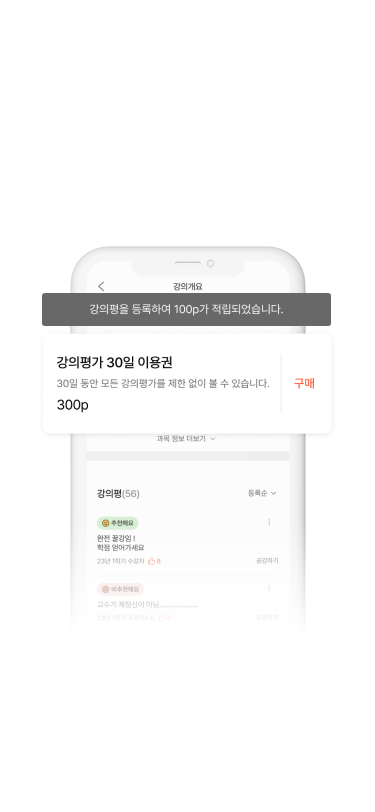 강의개요
강의평을 등록하여 100p가 적립되었습니다.
강의평가 30일 이용권
30일 동안 모든 강의평가를 제한 없이 볼 수 있습니다.
구매
300p
과목 정보 더보기
강의평(56)
등록순
추천해요
완전 꿀강임 !
학점 얻어가세요
23년 1학기 수강자 8
공감하기
비추천해요
교수가 제정신이 아님
공감하기